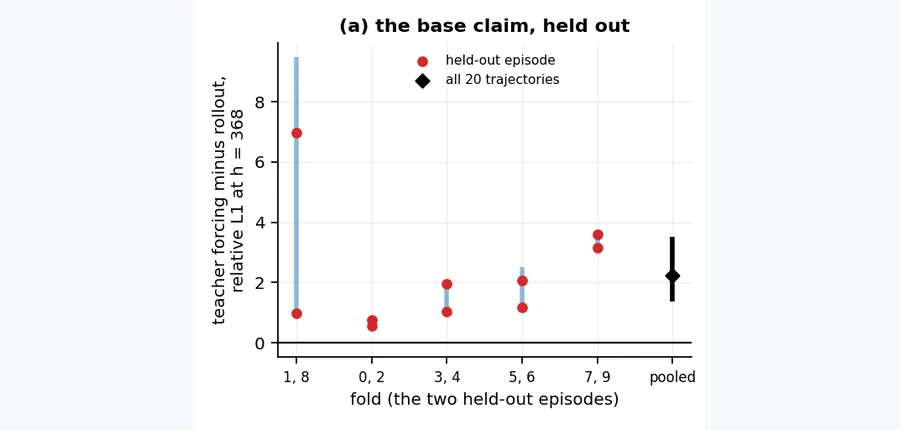 (a) the base claim, held out
held-out episode
all 20 trajectories
teacher forcing minus rollout,
relative L1 at h = 368
8
6
4
2
0
1, 8 0, 2 3, 4 5, 6 7, 9 pooled
fold (the two held-out episodes)